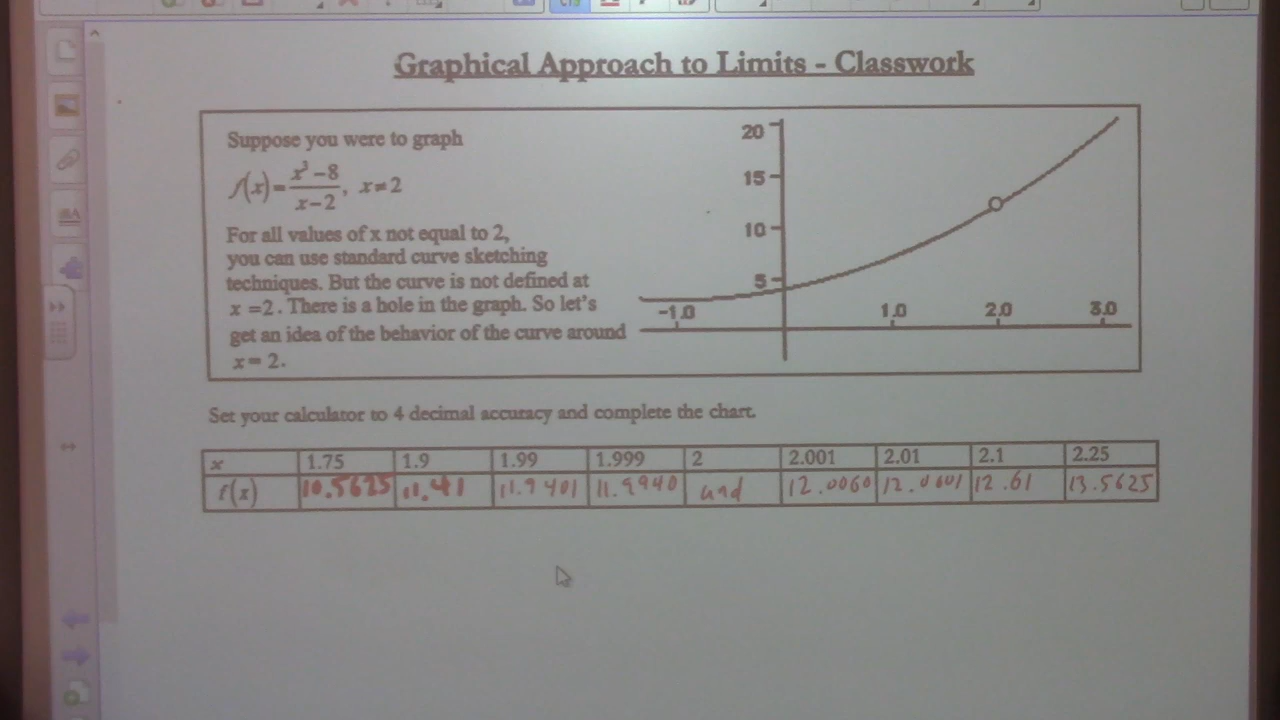 Graphical Approach to Limits - Classwork
Suppose you were to graph
f(x)=x³-8/x-2, x≠2
For all values of x not equal to 2,
you can use standard curve sketching
techniques. But the curve is not defined at
x =2. There is a hole in the graph. So let's
get an idea of the behavior of the curve around
x= 2.
20
15
10
5
-1.0 1.0 2.0 3.0
Set your calculator to 4 decimal accuracy and complete the chart.
x 1.75 1.9 1.99 1.999 2 2.001 2.01 2.1 2.25
f(x) 10.5625 11.41 11.9401 11.9940 und 12.0060 12.0601 12.61 13.5625